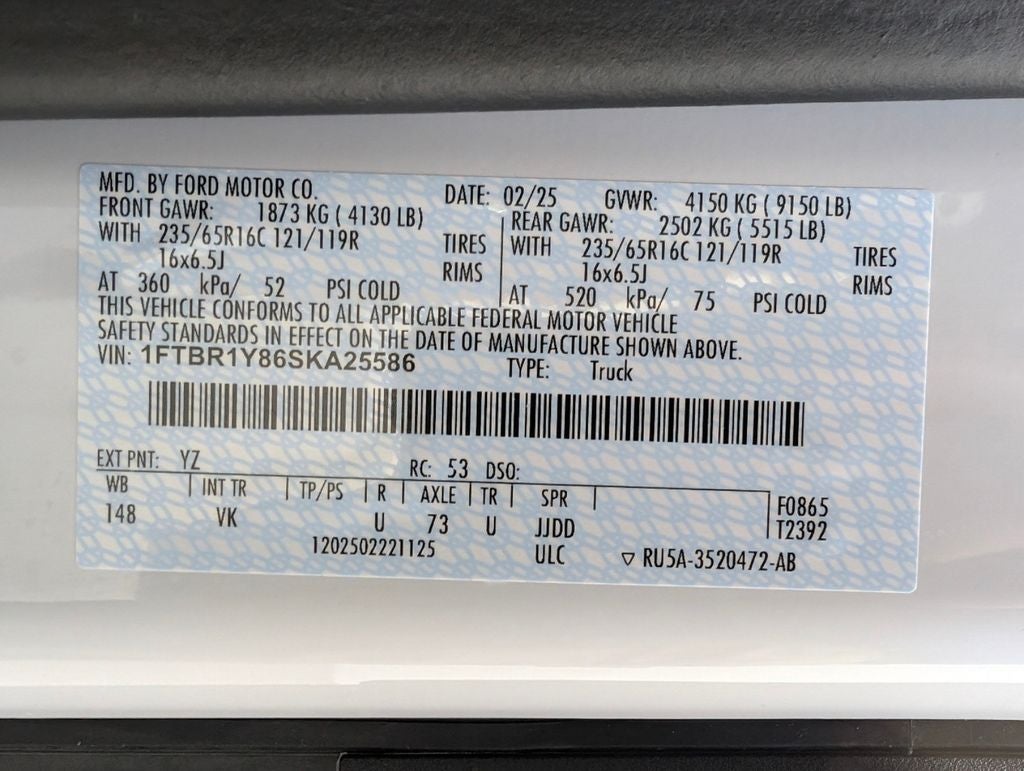 MFD. BY FORD MOTOR CO. DATE: 02/25 GVWR: 4150 KG ( 9150 LB)
FRONT GAWR: 1873 KG ( 4130 LB) REAR GAWR: 2502 KG ( 5515 LB)
WITH 235/65R16C 121/119R TIRES WITH 235/65R16C 121/119R TIRES
16x6.5J RIMS 16x6.5J RIMS
AT 360 kPa/ 52 PSI COLD AT 520 kPa/ 75 PSI COLD
THIS VEHICLE CONFORMS TO ALL APPLICABLE FEDERAL MOTOR VEHICLE
SAFETY STANDARDS IN EFFECT ON THE DATE OF MANUFACTURE SHOWN ABOVE.
VIN: 1FTBR1Y86SKA25586 TYPE: Truck
EXT PNT: YZ RC: 53 DSO:
WB INT TR TP/PS R AXLE TR SPR F0865
148 VK U 73 U JJDD T2392
1202502221125 ULC ▽ RU5A-3520472-AB